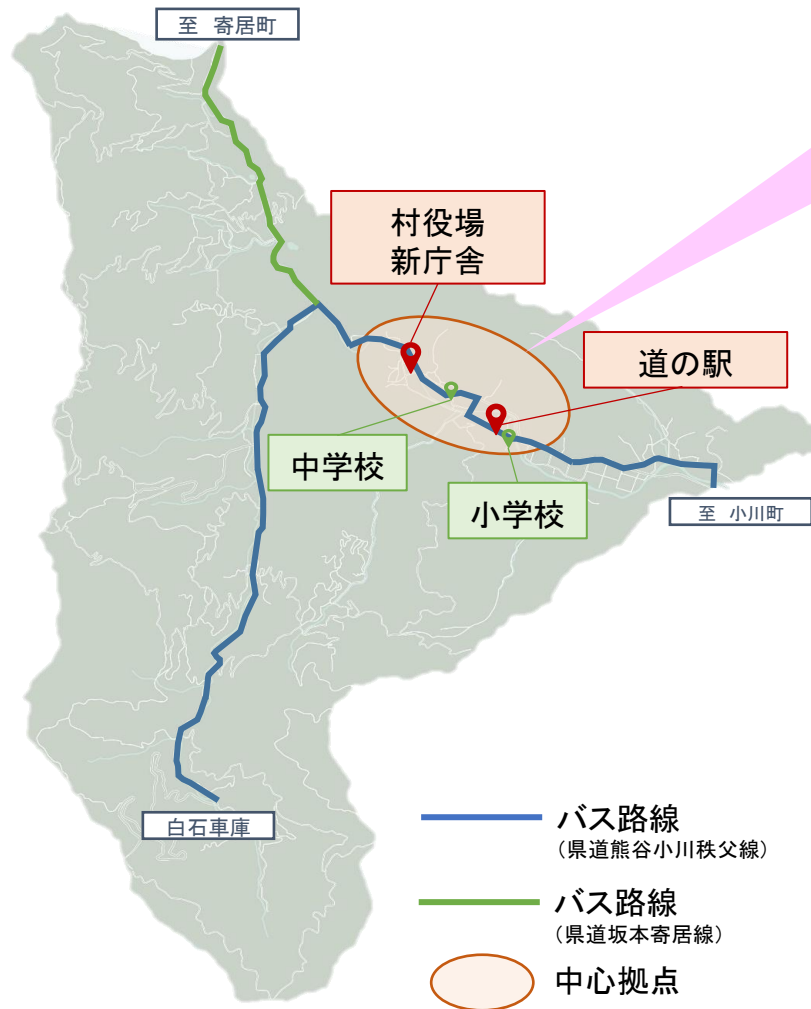 至 寄居町
村役場
新庁舎
道の駅
中学校
小学校
至 小川町
白石車庫
バス路線
（県道熊谷小川秩父線）
バス路線
（県道坂本寄居線）
中心拠点